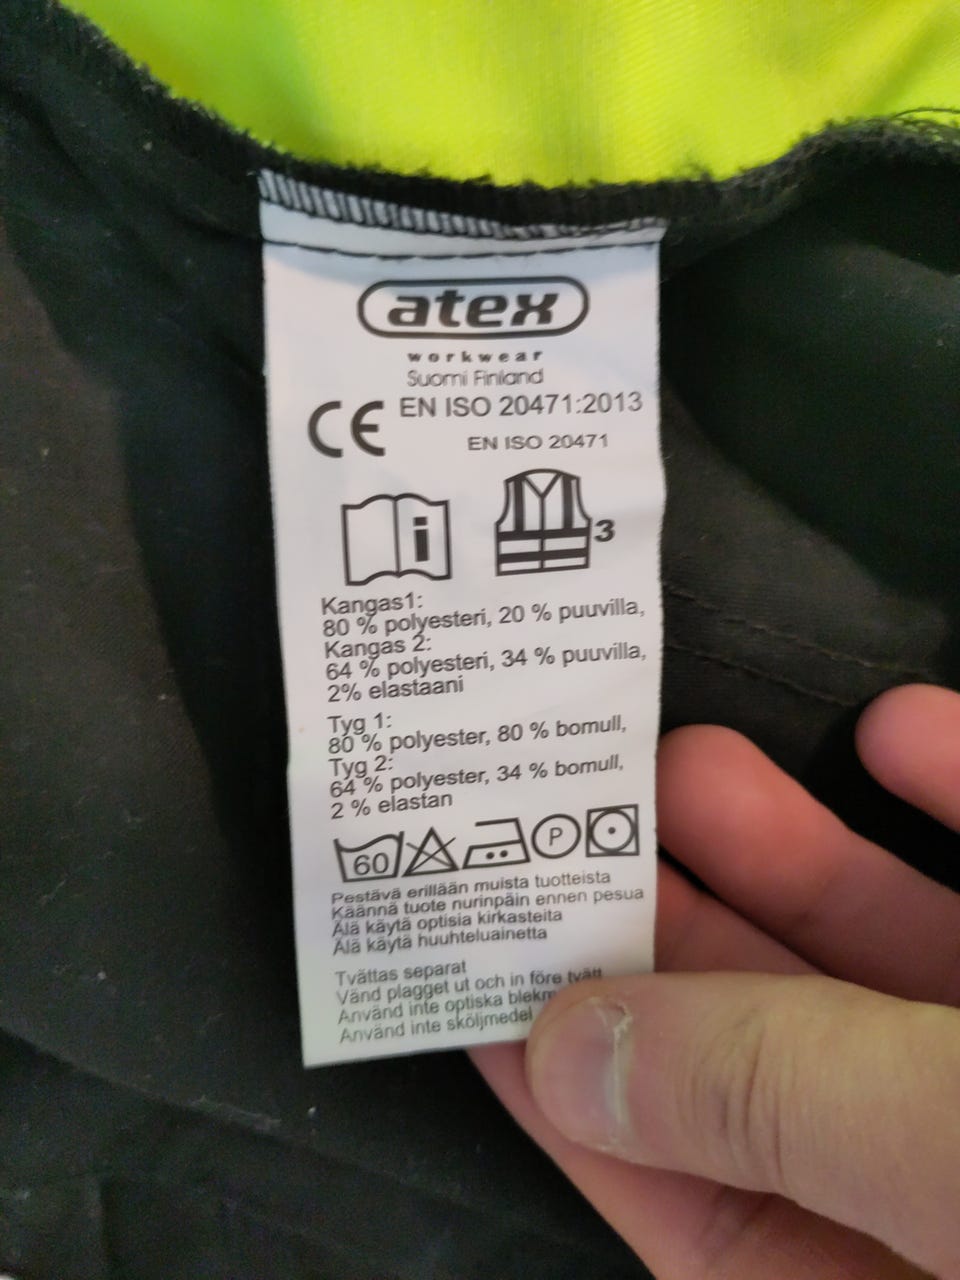 atex
workwear
Suomi Finland
CE EN ISO 20471:2013
EN ISO 20471
i
3
Kangas1:
80 % polyesteri, 20 % puuvilla,
Kangas 2:
64 % polyesteri, 34 % puuvilla,
2% elastaani
Tyg 1:
80 % polyester, 80 % bomull,
Tyg 2:
64 % polyester, 34 % bomull,
2 % elastan
60 P
Pestävä erillään muista tuotteista
Käännä tuote nurinpäin ennen pesua
Älä käytä optisia kirkasteita
Älä käytä huuhteluainetta
Tvättas separat
Vänd plagget ut och in före tvätt
Använd inte optiska
Använd inte sköljmedel